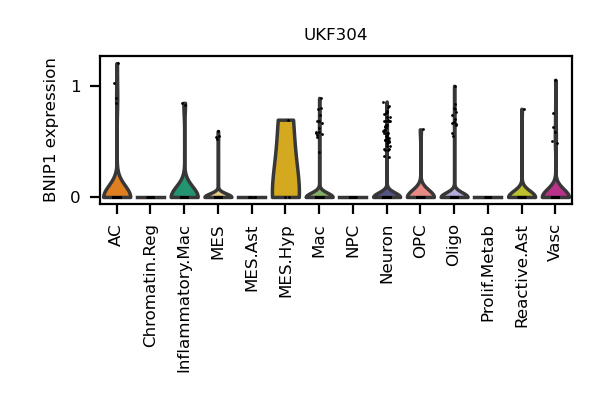 UKF304
BNIP1 expression
1
0
AC
Chromatin.Reg
Inflammatory.Mac
MES
MES.Ast
MES.Hyp
Mac
NPC
Neuron
OPC
Oligo
Prolif.Metab
Reactive.Ast
Vasc